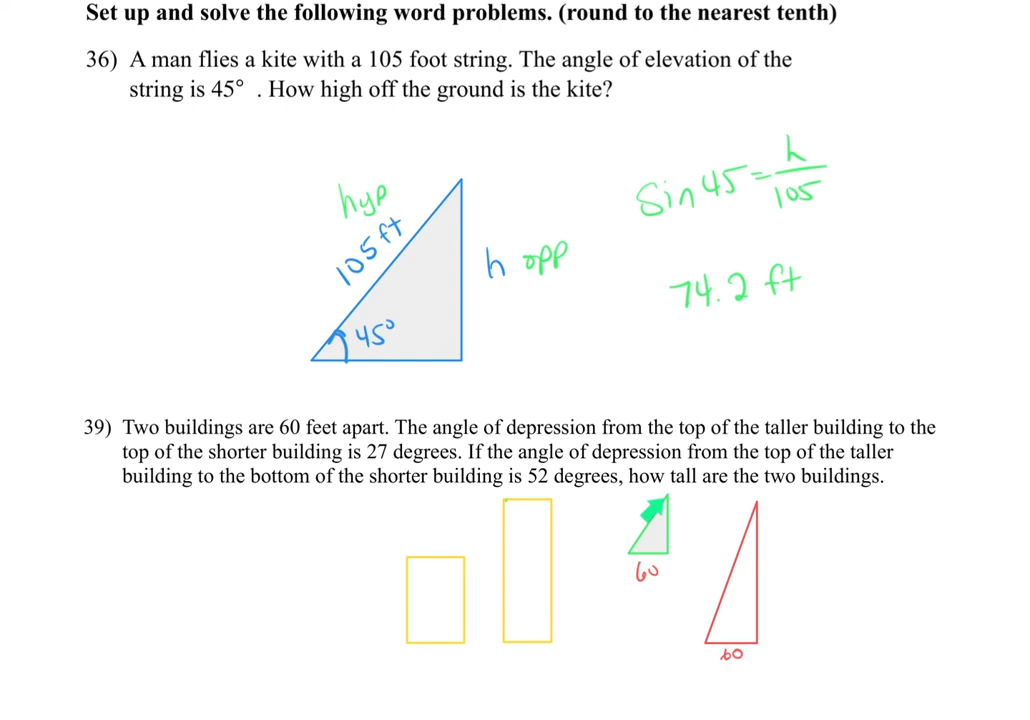 Set up and solve the following word problems. (round to the nearest tenth)
36) A man flies a kite with a 105 foot string. The angle of elevation of the
string is 45° . How high off the ground is the kite?
hyp
105 ft
h opp
45°
Sin 45 = h/105
74.2 ft
39) Two buildings are 60 feet apart. The angle of depression from the top of the taller building to the
top of the shorter building is 27 degrees. If the angle of depression from the top of the taller
building to the bottom of the shorter building is 52 degrees, how tall are the two buildings.
60
60